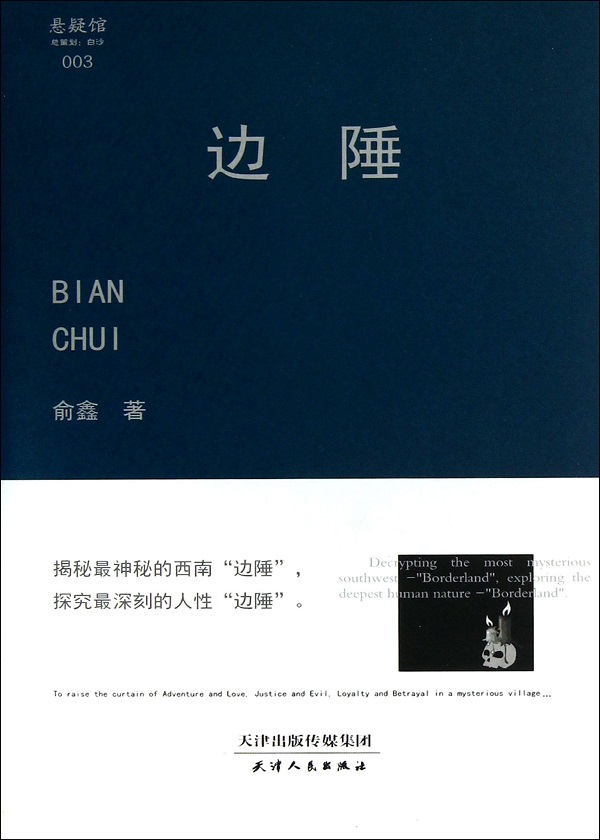 悬疑馆
总策划：白沙
003
边 陲
BIAN
CHUI
俞鑫 著
揭秘最神秘的西南“边陲”，
探究最深刻的人性“边陲”。
Decrypting the most mysterious
southwest -"Borderland", exploring the
deepest human nature -"Borderland".
To raise the curtain of Adventure and Love, Justice and Evil, Loyalty and Betrayal in a mysterious village...
天津出版传媒集团
天津人民出版社